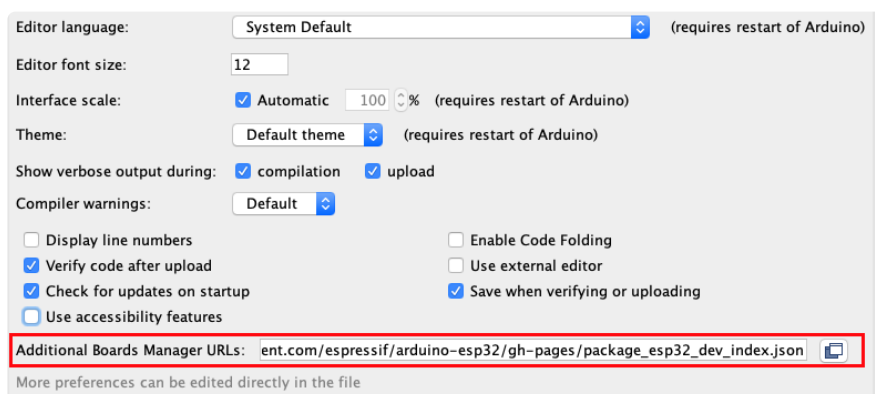 Editor language: System Default (requires restart of Arduino)
Editor font size: 12
Interface scale: Automatic 100 % (requires restart of Arduino)
Theme: Default theme (requires restart of Arduino)
Show verbose output during: compilation upload
Compiler warnings: Default
Display line numbers Enable Code Folding
Verify code after upload Use external editor
Check for updates on startup Save when verifying or uploading
Use accessibility features
Additional Boards Manager URLs: ent.com/espressif/arduino-esp32/gh-pages/package_esp32_dev_index.json
More preferences can be edited directly in the file